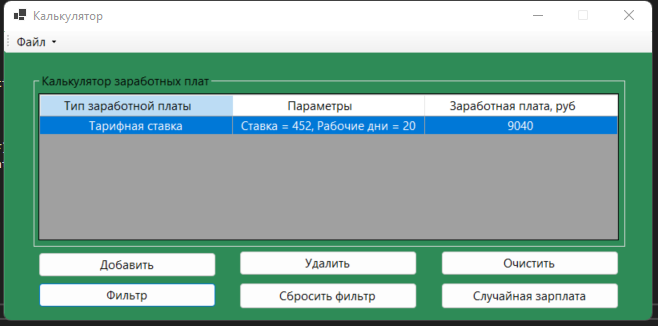 Калькулятор
Файл
Калькулятор заработных плат
Тип заработной платы Параметры Заработная плата, руб
Тарифная ставка Ставка = 452, Рабочие дни = 20 9040
Добавить Удалить Очистить
Фильтр Сбросить фильтр Случайная зарплата